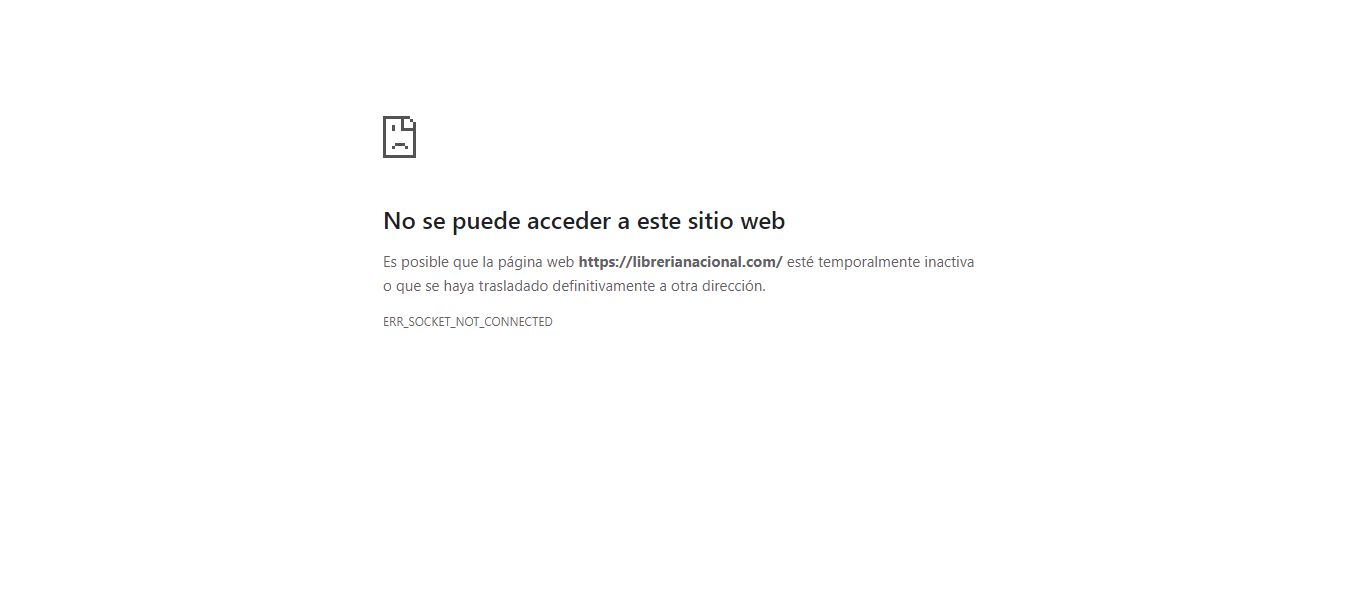 No se puede acceder a este sitio web
Es posible que la página web https://librerianacional.com/ esté temporalmente inactiva
o que se haya trasladado definitivamente a otra dirección.
ERR_SOCKET_NOT_CONNECTED